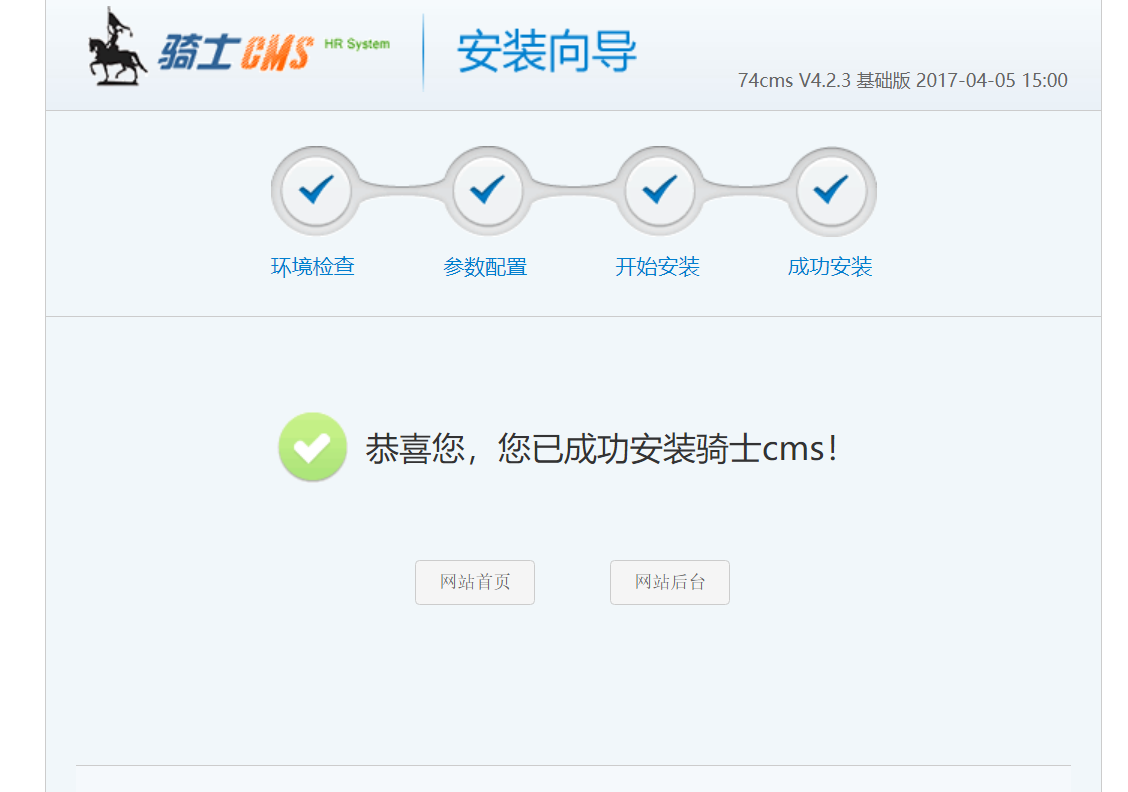 骑士CMS HR System
安装向导
74cms V4.2.3 基础版 2017-04-05 15:00
环境检查
参数配置
开始安装
成功安装
恭喜您，您已成功安装骑士cms！
网站首页
网站后台